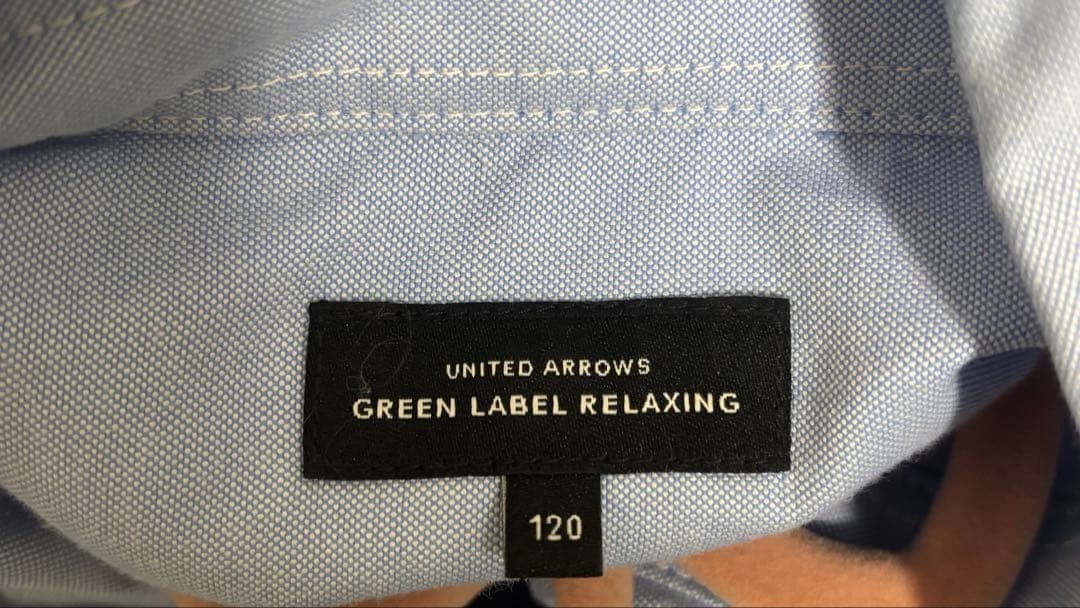 UNITED ARROWS
GREEN LABEL RELAXING
120